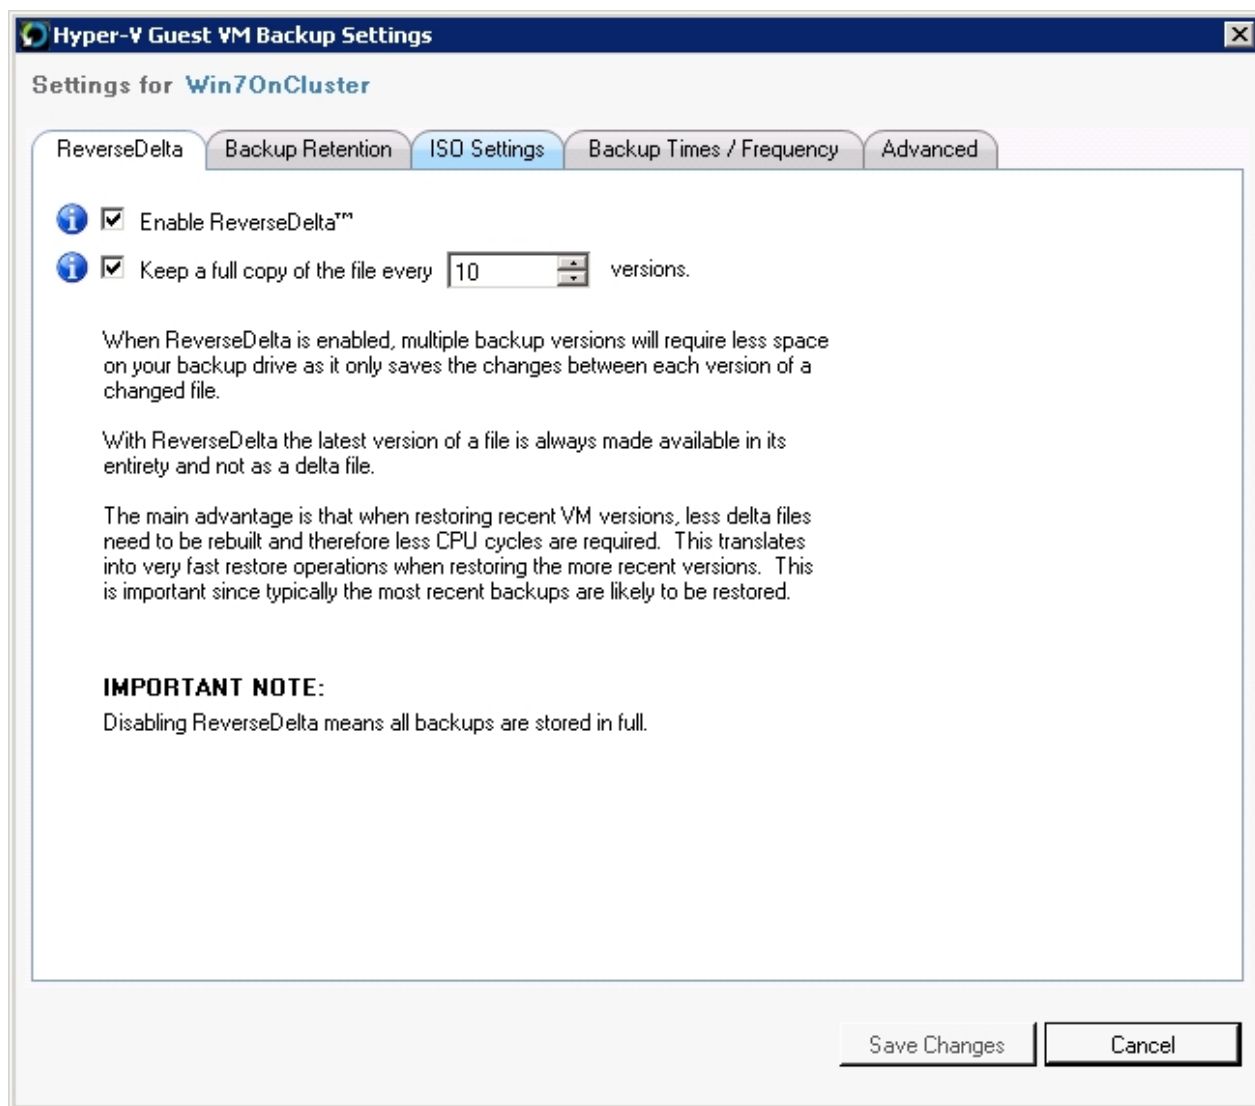 Hyper-V Guest VM Backup Settings
Settings for Win7OnCluster
ReverseDelta Backup Retention ISO Settings Backup Times / Frequency Advanced
Enable ReverseDelta™
Keep a full copy of the file every 10 versions.
When ReverseDelta is enabled, multiple backup versions will require less space
on your backup drive as it only saves the changes between each version of a
changed file.
With ReverseDelta the latest version of a file is always made available in its
entirety and not as a delta file.
The main advantage is that when restoring recent VM versions, less delta files
need to be rebuilt and therefore less CPU cycles are required. This translates
into very fast restore operations when restoring the more recent versions. This
is important since typically the most recent backups are likely to be restored.
IMPORTANT NOTE:
Disabling ReverseDelta means all backups are stored in full.
Save Changes Cancel